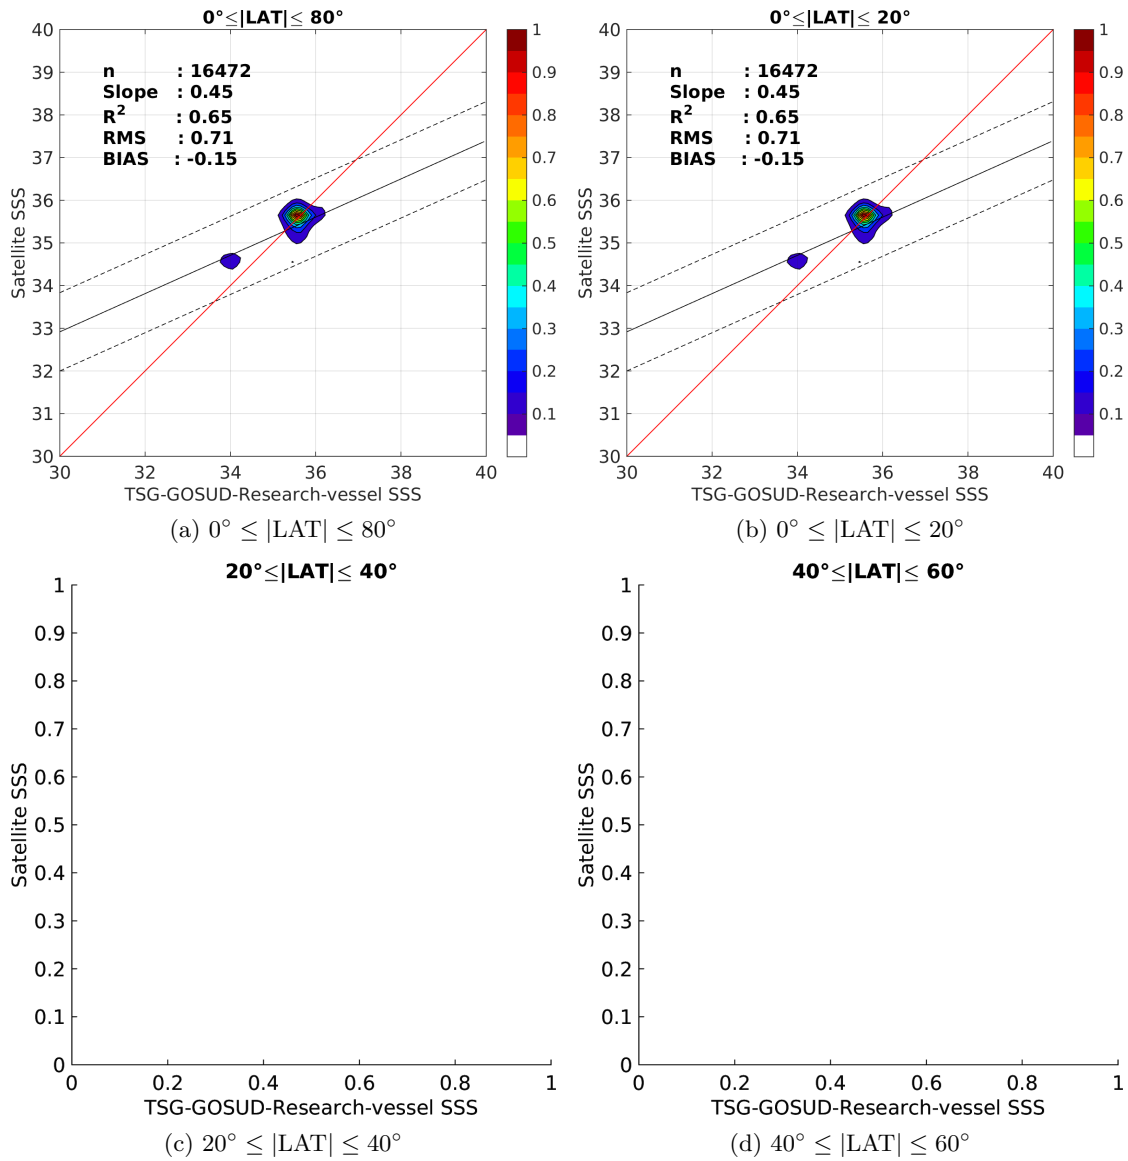 0°≤|LAT|≤ 80°
40
39
38
37
36
35
34
33
32
31
30
n : 16472
Slope : 0.45
R² : 0.65
RMS : 0.71
BIAS : -0.15
Satellite SSS
30 32 34 36 38 40
TSG-GOSUD-Research-vessel SSS
1
0.9
0.8
0.7
0.6
0.5
0.4
0.3
0.2
0.1
(a) 0° ≤ |LAT| ≤ 80°
0°≤|LAT|≤ 20°
40
39
38
37
36
35
34
33
32
31
30
n : 16472
Slope : 0.45
R² : 0.65
RMS : 0.71
BIAS : -0.15
Satellite SSS
30 32 34 36 38 40
TSG-GOSUD-Research-vessel SSS
1
0.9
0.8
0.7
0.6
0.5
0.4
0.3
0.2
0.1
(b) 0° ≤ |LAT| ≤ 20°
20°≤|LAT|≤ 40°
1
0.9
0.8
0.7
0.6
0.5
0.4
0.3
0.2
0.1
0
Satellite SSS
0 0.2 0.4 0.6 0.8 1
TSG-GOSUD-Research-vessel SSS
(c) 20° ≤ |LAT| ≤ 40°
40°≤|LAT|≤ 60°
1
0.9
0.8
0.7
0.6
0.5
0.4
0.3
0.2
0.1
0
Satellite SSS
0 0.2 0.4 0.6 0.8 1
TSG-GOSUD-Research-vessel SSS
(d) 40° ≤ |LAT| ≤ 60°